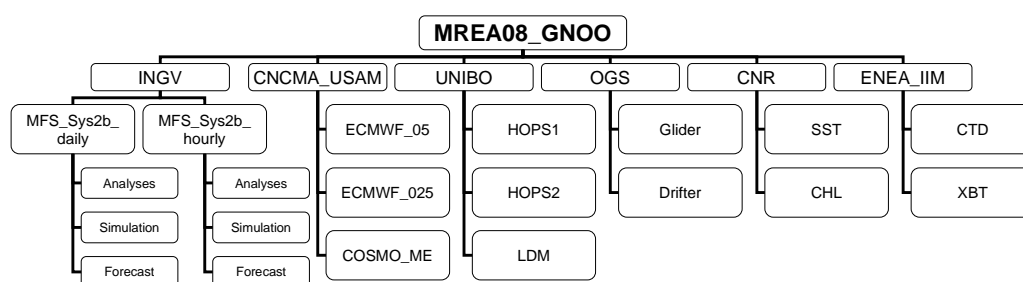 MREA08_GNOO
INGV
CNCMA_USAM
UNIBO
OGS
CNR
ENEA_IIM
MFS_Sys2b_
daily
MFS_Sys2b_
hourly
Analyses
Simulation
Forecast
Analyses
Simulation
Forecast
ECMWF_05
ECMWF_025
COSMO_ME
HOPS1
HOPS2
LDM
Glider
Drifter
SST
CHL
CTD
XBT